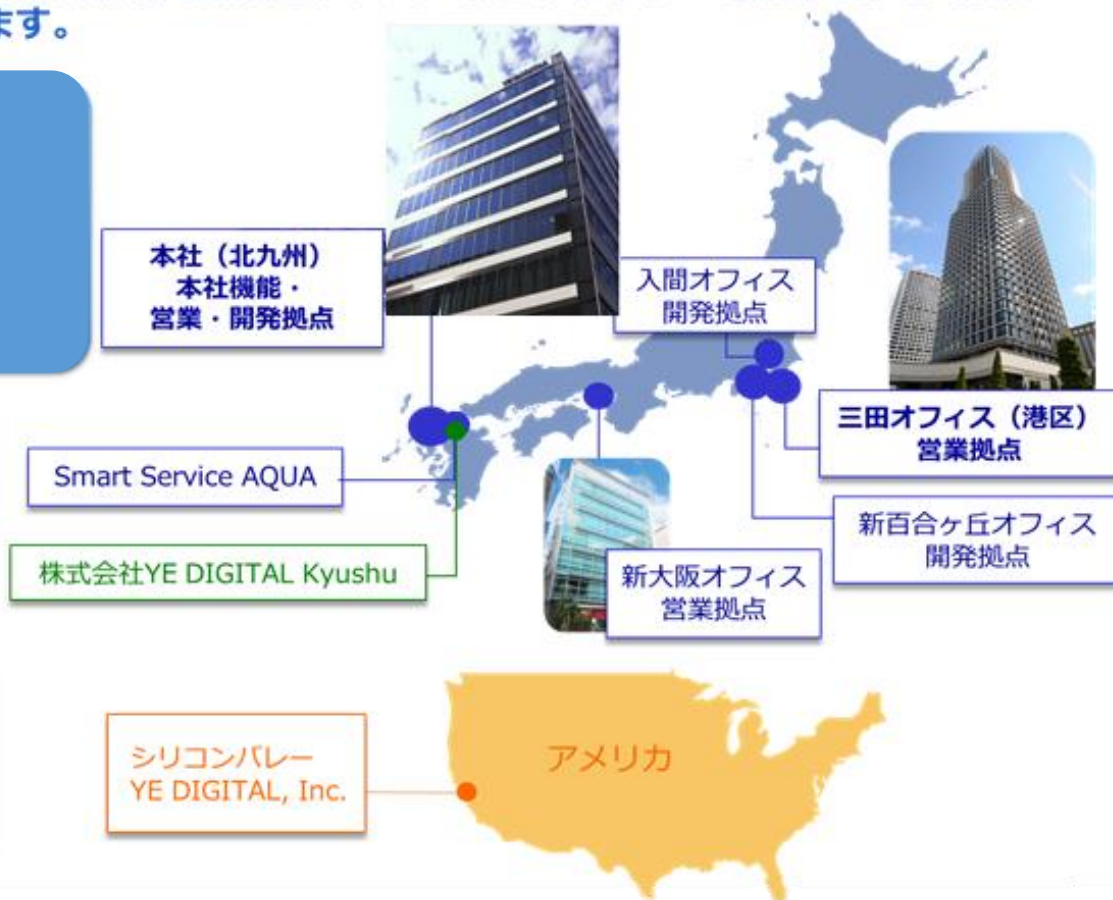 ます。
本社（北九州）
本社機能・
営業・開発拠点
入間オフィス
開発拠点
三田オフィス（港区）
営業拠点
Smart Service AQUA
新百合ヶ丘オフィス
開発拠点
株式会社YE DIGITAL Kyushu
新大阪オフィス
営業拠点
アメリカ
シリコンバレー
YE DIGITAL, Inc.